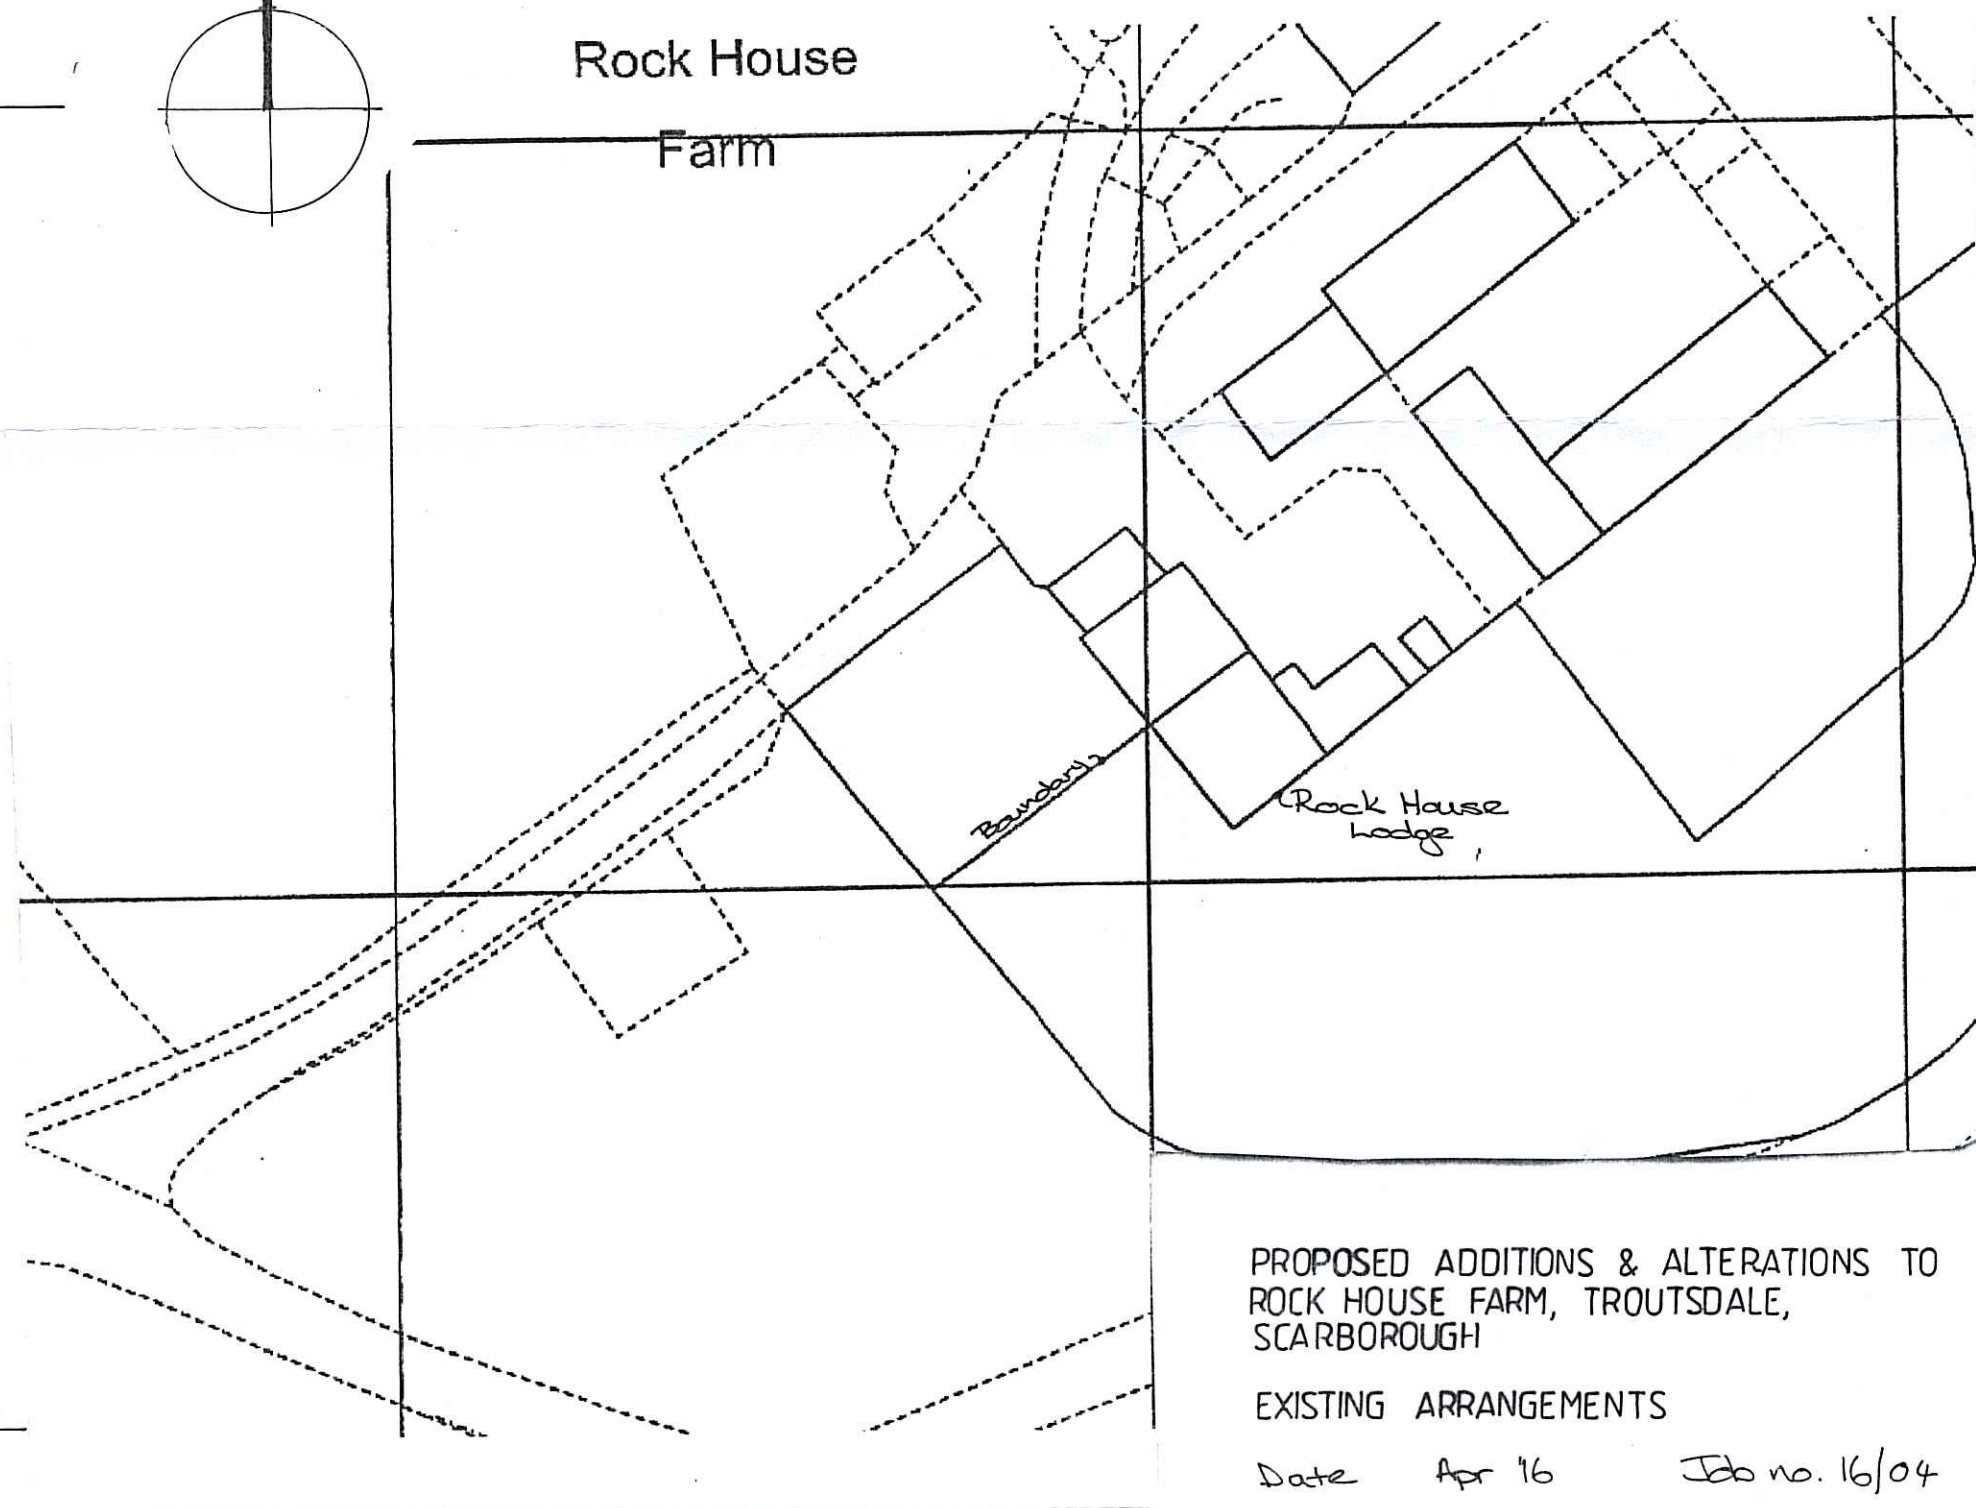 Rock House
Farm
Boundary
Rock House
Lodge
PROPOSED ADDITIONS & ALTERATIONS TO
ROCK HOUSE FARM, TROUTSDALE,
SCARBOROUGH
EXISTING ARRANGEMENTS
Date Apr '16 Job no. 16/04